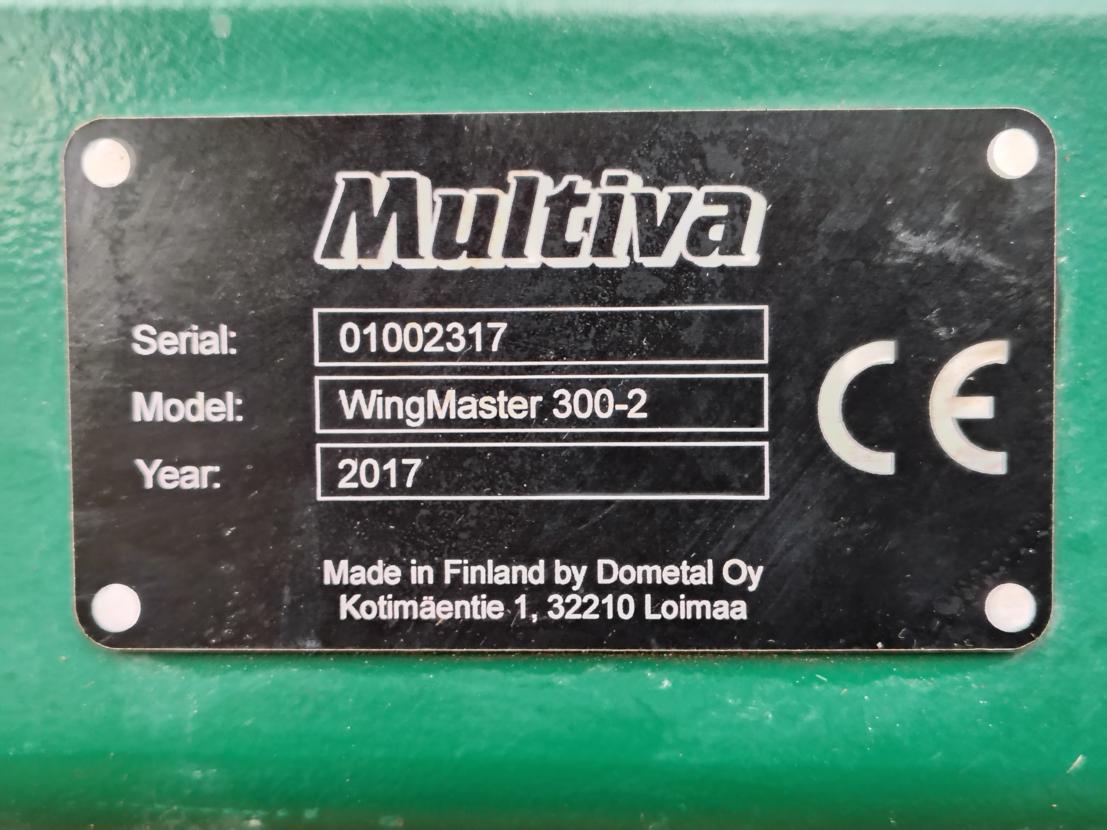 Multiva
Serial: 01002317
Model: WingMaster 300-2
Year: 2017
CE
Made in Finland by Dometal Oy
Kotimäentie 1, 32210 Loimaa